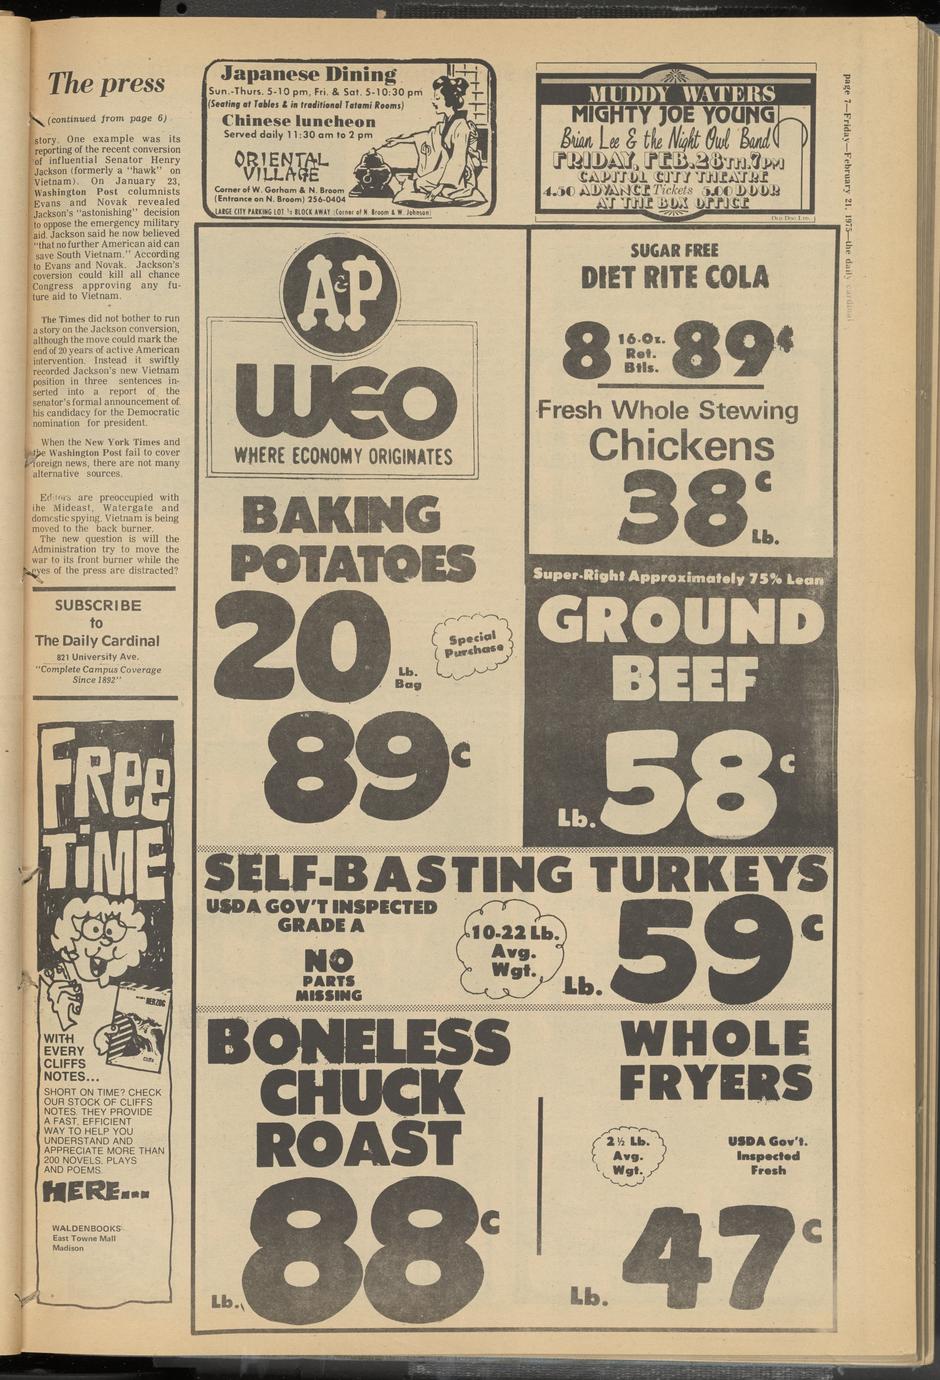 The press
(continued from page 6)
story. One example was its
reporting of the recent conversion
of influential Senator Henry
Jackson (formerly a "hawk" on
Vietnam). On January 23,
Washington Post columnists
Evans and Novak revealed
Jackson's "astonishing" decision
to oppose the emergency military
aid. Jackson said he now believed
"that no further American aid can
save South Vietnam." According
to Evans and Novak. Jackson's
coversion could kill all chance
Congress approving any fu-
ture aid to Vietnam.
The Times did not bother to run
a story on the Jackson conversion,
although the move could mark the
end of 20 years of active American
intervention. Instead it swiftly
recorded Jackson's new Vietnam
position in three sentences in-
serted into a report of the
senator's formal announcement of
his candidacy for the Democratic
nomination for president.
When the New York Times and
the Washington Post fail to cover
foreign news, there are not many
alternative sources.
Editors are preoccupied with
the Mideast, Watergate and
domestic spying. Vietnam is being
moved to the back burner.
The new question is will the
Administration try to move the
war to its front burner while the
eyes of the press are distracted?
SUBSCRIBE
to
The Daily Cardinal
821 University Ave.
"Complete Campus Coverage
Since 1892"
FREE
TIME
HERZOG
WITH
EVERY
CLIFFS
NOTES...
SHORT ON TIME? CHECK
OUR STOCK OF CLIFFS
NOTES. THEY PROVIDE
A FAST, EFFICIENT
WAY TO HELP YOU
UNDERSTAND AND
APPRECIATE MORE THAN
200 NOVELS, PLAYS
AND POEMS.
HERE...
WALDENBOOKS
East Towne Mall
Madison
Japanese Dining
Sun.-Thurs. 5-10 pm, Fri. & Sat. 5-10:30 pm
(Seating at Tables & in traditional Tatami Rooms)
Chinese luncheon
Served daily 11:30 am to 2 pm
ORIENTAL
VILLAGE
Corner of W. Gorham & N. Broom
(Entrance on N. Broom) 256-0404
LARGE CITY PARKING LOT ½ BLOCK AWAY (Corner of N. Broom & W. Johnson)
MUDDY WATERS
MIGHTY JOE YOUNG
Brian Lee & the Night Owl Band
FRIDAY, FEB. 28TH. 7PM
CAPITOL CITY THEATRE
4.50 ADVANCE Tickets 5.00 DOOR
AT THE BOX OFFICE
page 7—Friday—February 21, 1975—the daily cardinal
A&P
WEO
WHERE ECONOMY ORIGINATES
BAKING
POTATOES
20
Lb.
Bag
Special
Purchase
89c
SUGAR FREE
DIET RITE COLA
8 16-Oz.
Ret.
Btls. 89¢
Fresh Whole Stewing
Chickens
38c
Lb.
Super-Right Approximately 75% Lean
GROUND
BEEF
Lb. 58c
SELF-BASTING TURKEYS
USDA GOV'T INSPECTED
GRADE A
NO
PARTS
MISSING
10-22 Lb.
Avg.
Wgt.
Lb. 59c
BONELESS
CHUCK
ROAST
Lb. 88c
WHOLE
FRYERS
2½ Lb.
Avg.
Wgt.
USDA Gov't.
Inspected
Fresh
Lb. 47c